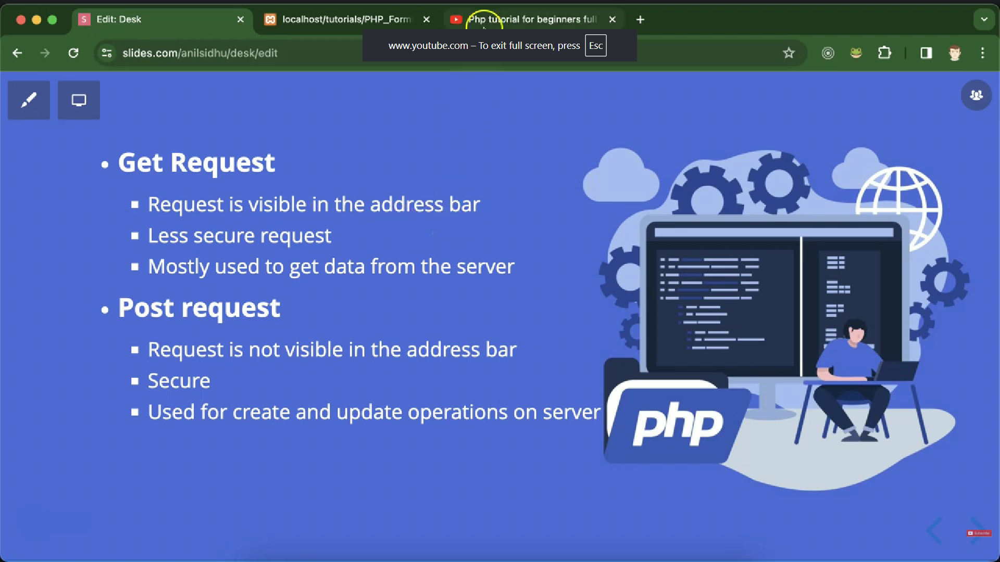 Edit: Desk
localhost/tutorials/PHP_Form
Php tutorial for beginners full
www.youtube.com – To exit full screen, press Esc
slides.com/anilsidhu/desk/edit
• Get Request
▪ Request is visible in the address bar
▪ Less secure request
▪ Mostly used to get data from the server
• Post request
▪ Request is not visible in the address bar
▪ Secure
▪ Used for create and update operations on server
php
Subscribe